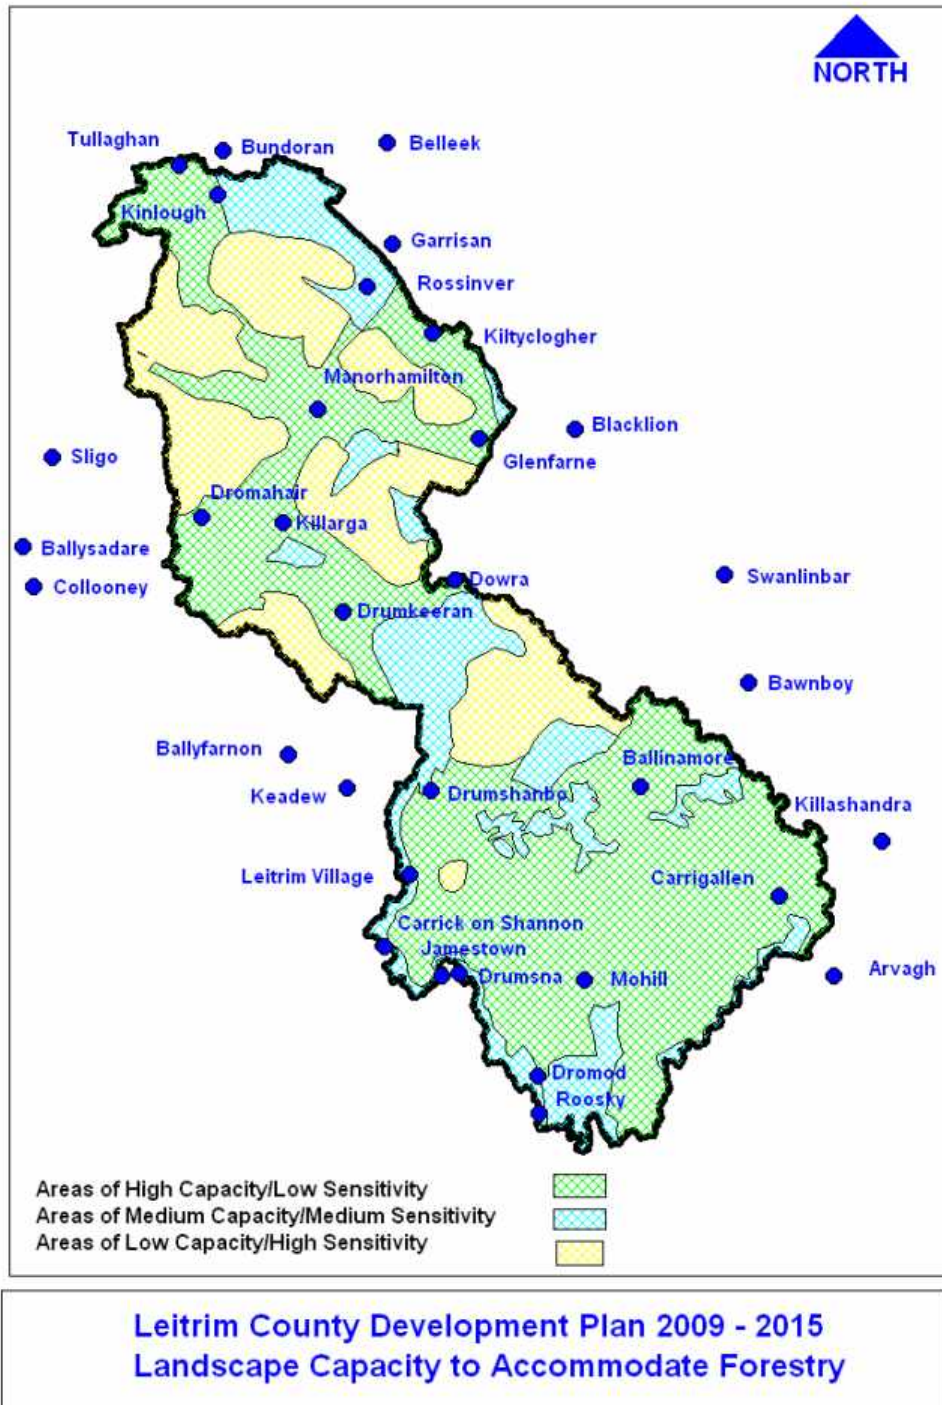 NORTH
Tullaghan
Bundoran
Belleek
Kinlough
Garrisan
Rossinver
Kiltyclogher
Manorhamilton
Blacklion
Sligo
Glenfarne
Dromahair
Killarga
Ballysadare
Collooney
Dowra
Swanlinbar
Drumkeeran
Bawnboy
Ballyfarnon
Ballinamore
Keadew
Drumshanbo
Killashandra
Leitrim Village
Carrigallen
Carrick on Shannon
Jamestown
Drumsna
Mohill
Arvagh
Dromod
Roosky
Areas of High Capacity/Low Sensitivity
Areas of Medium Capacity/Medium Sensitivity
Areas of Low Capacity/High Sensitivity
Leitrim County Development Plan 2009 - 2015
Landscape Capacity to Accommodate Forestry